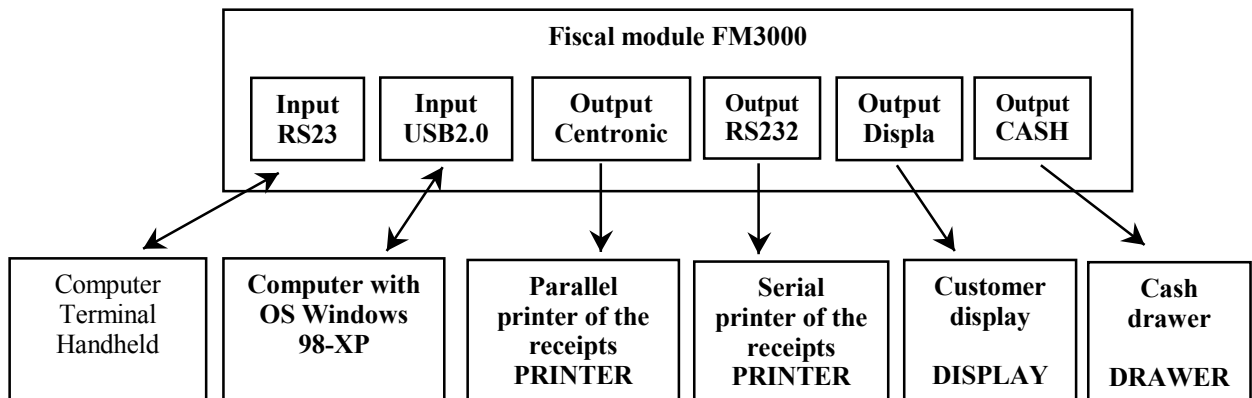 Fiscal module FM3000
Input
RS23
Input
USB2.0
Output
Centronic
Output
RS232
Output
Displa
Output
CASH
Computer
Terminal
Handheld
Computer with
OS Windows
98-XP
Parallel
printer of the
receipts
PRINTER
Serial
printer of the
receipts
PRINTER
Customer
display
DISPLAY
Cash
drawer
DRAWER